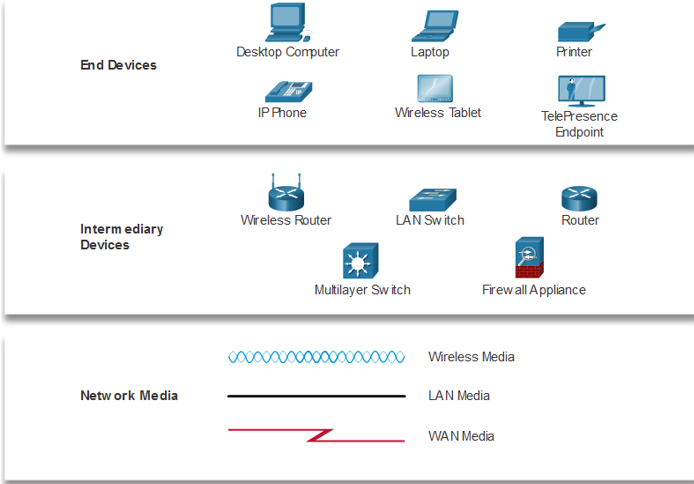 End Devices
Desktop Computer
Laptop
Printer
IP Phone
Wireless Tablet
TelePresence
Endpoint
Intermediary
Devices
Wireless Router
LAN Switch
Router
Multilayer Switch
Firewall Appliance
Network Media
Wireless Media
LAN Media
WAN Media